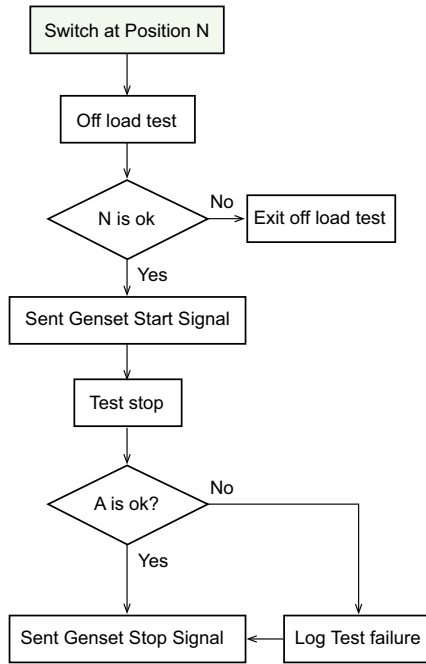 Switch at Position N
Off load test
N is ok
No
Exit off load test
Yes
Sent Genset Start Signal
Test stop
A is ok?
No
Yes
Sent Genset Stop Signal
Log Test failure